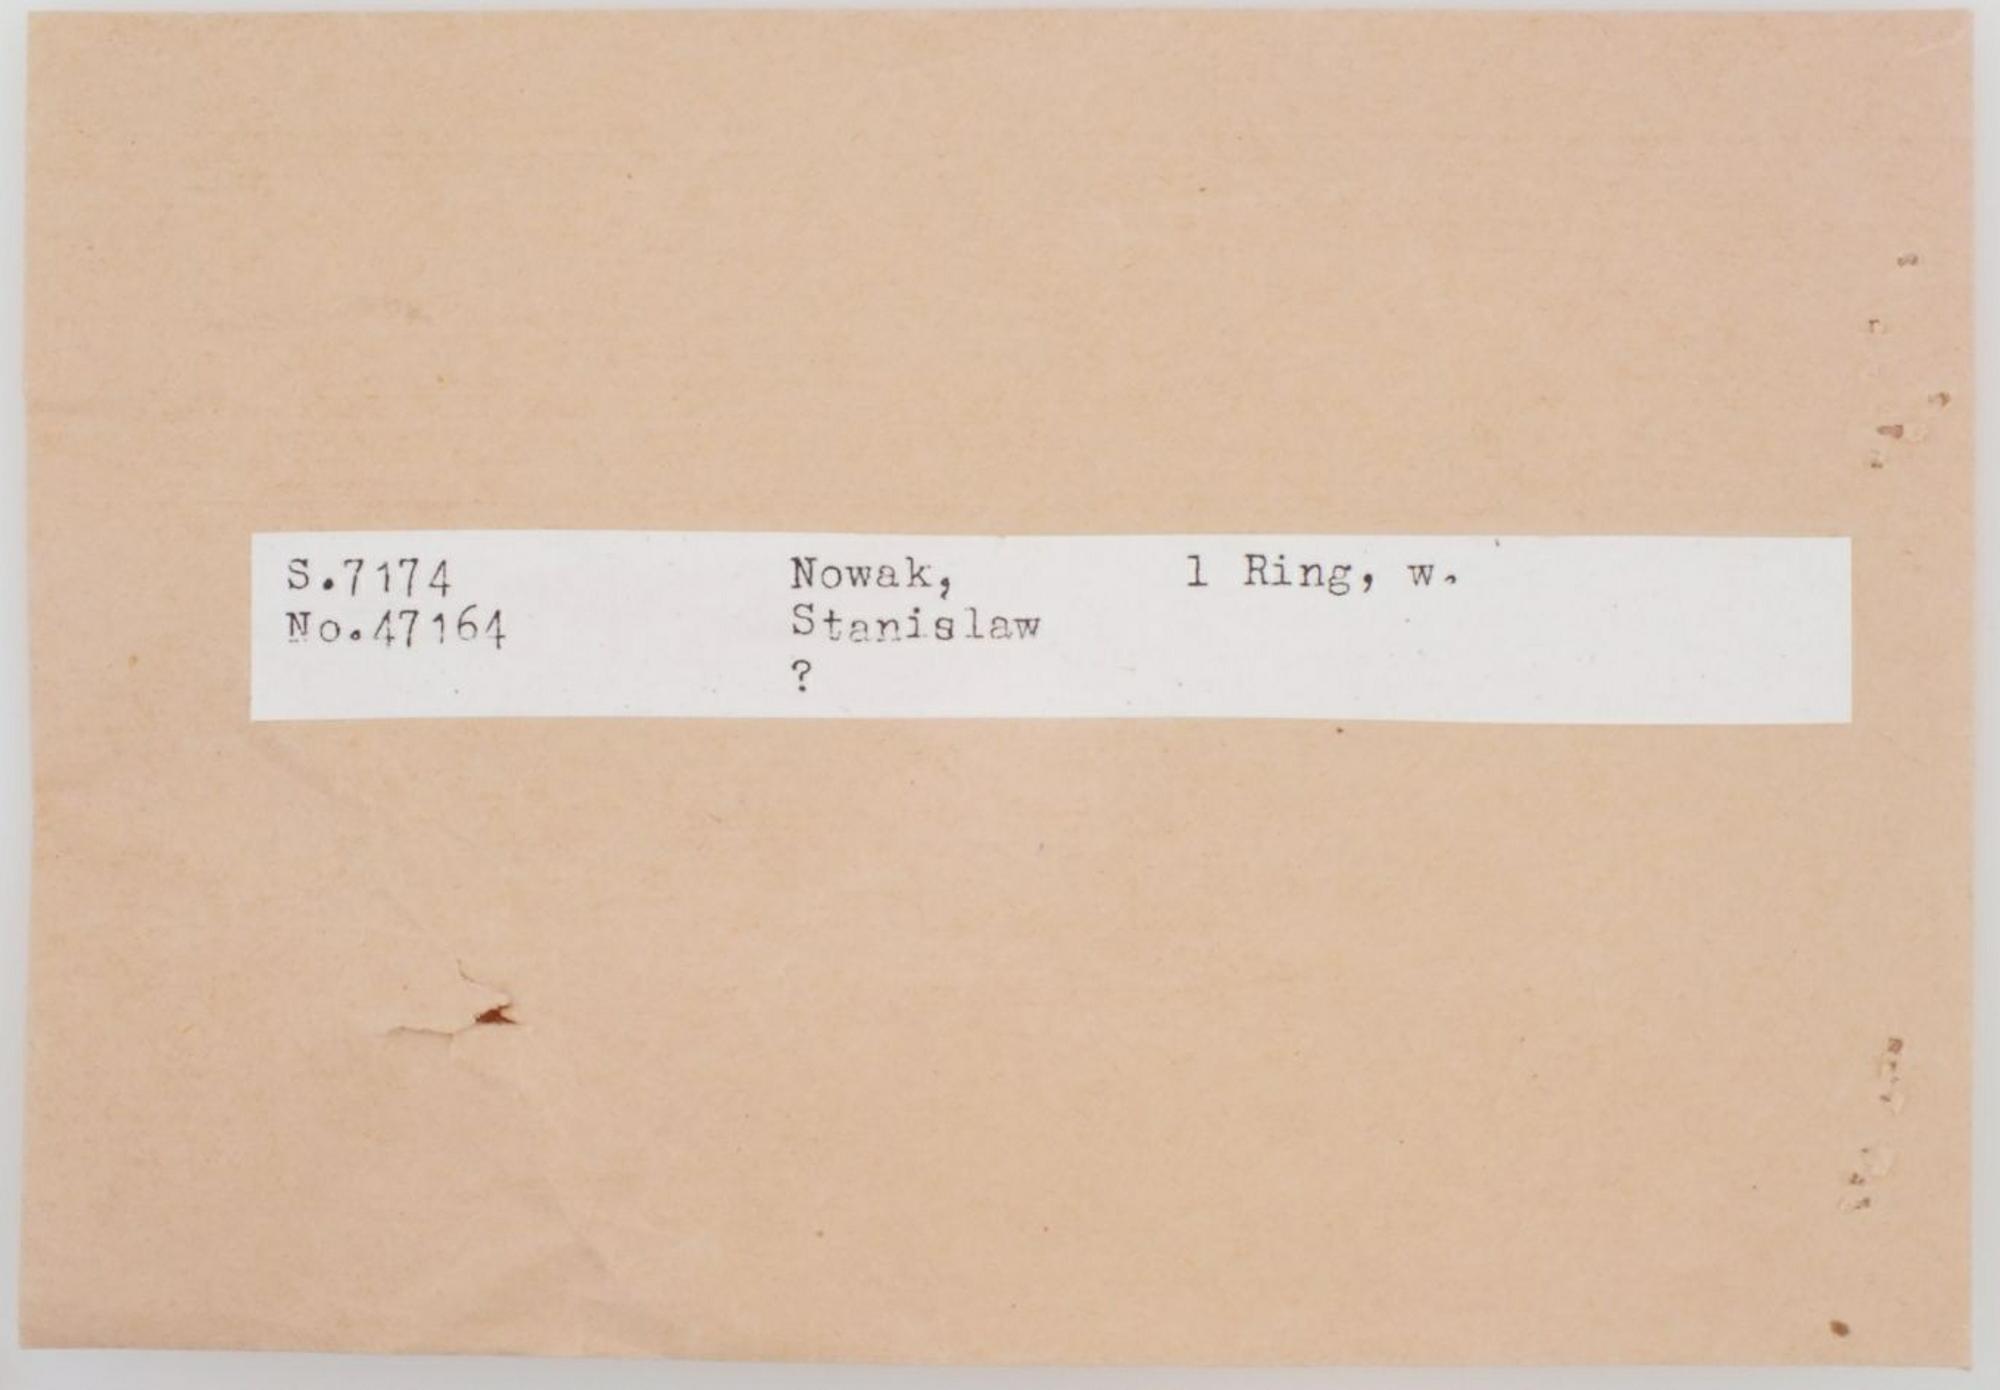 S.7174 Nowak, 1 Ring, w.
No.47164 Stanislaw
?